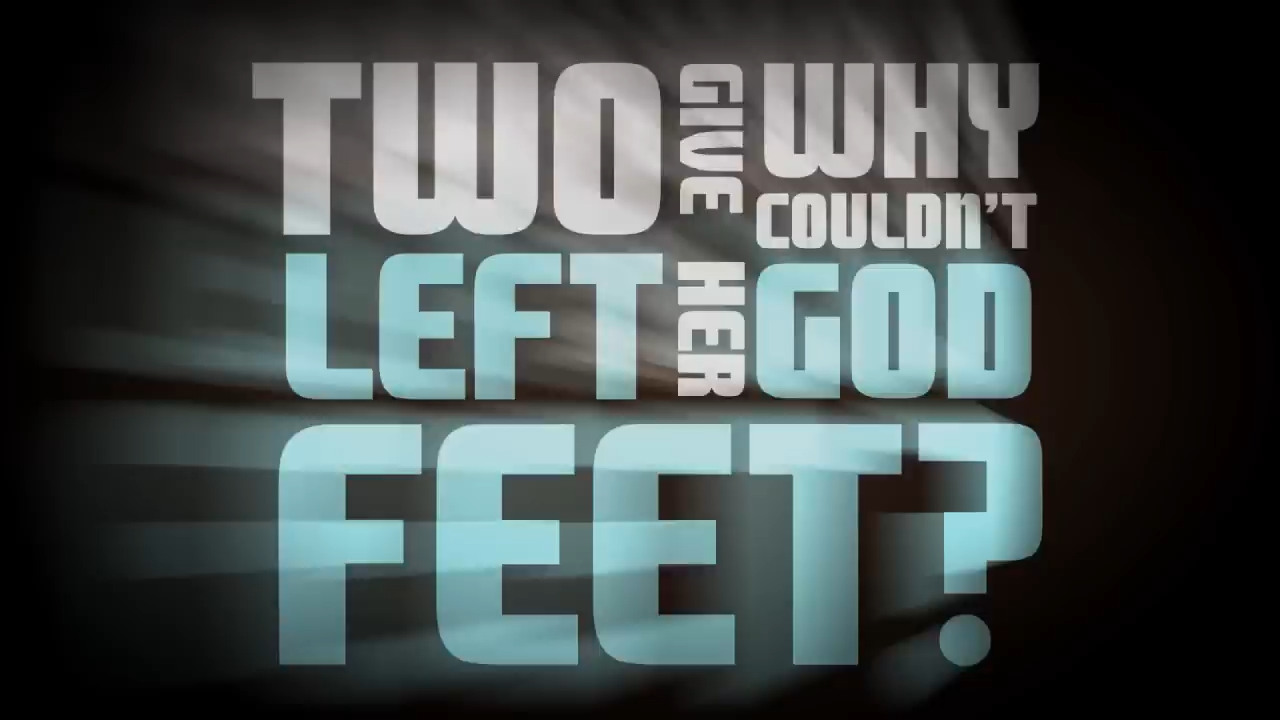 WHY
COULDN'T
GOD
GIVE
HER
TWO
LEFT
FEET?